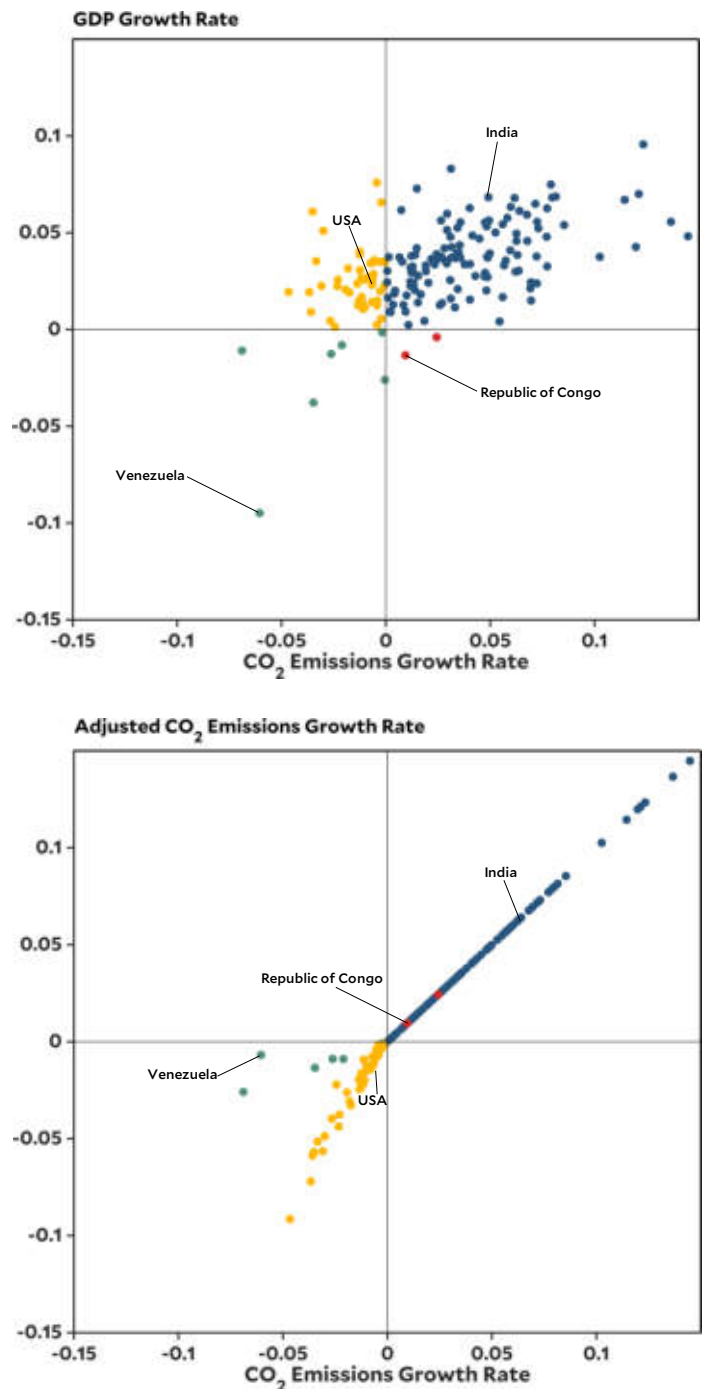 GDP Growth Rate
0.1
India
USA
0.05
0
Republic of Congo
-0.05
Venezuela
-0.1
-0.15
-0.15 -0.1 -0.05 0 0.05 0.1
CO2 Emissions Growth Rate
Adjusted CO2 Emissions Growth Rate
0.1
India
0.05
Republic of Congo
0
Venezuela
USA
-0.05
-0.1
-0.15
-0.15 -0.1 -0.05 0 0.05 0.1
CO2 Emissions Growth Rate